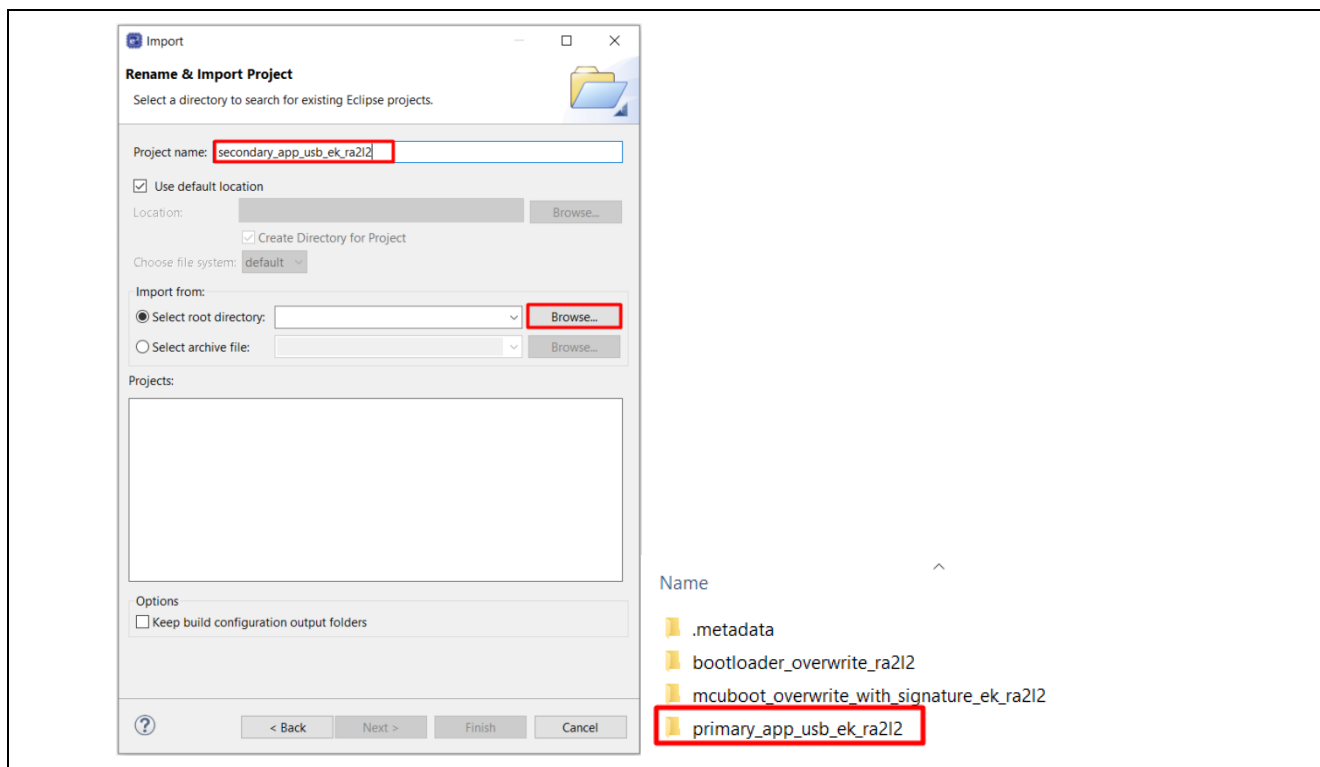 Import
Rename & Import Project
Select a directory to search for existing Eclipse projects.
Project name: secondary_app_usb_ek_ra2l2
Use default location
Location: Browse...
Create Directory for Project
Choose file system: default
Import from:
Select root directory: Browse...
Select archive file: Browse...
Projects:
Options
Keep build configuration output folders
? < Back Next > Finish Cancel
Name
.metadata
bootloader_overwrite_ra2l2
mcuboot_overwrite_with_signature_ek_ra2l2
primary_app_usb_ek_ra2l2